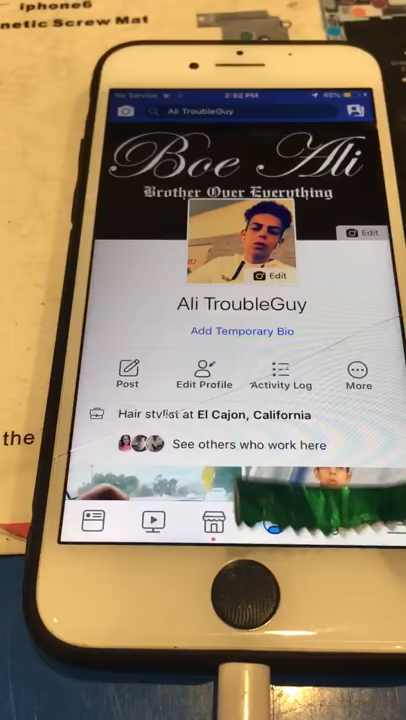 iphone6
netic Screw Mat
No Service
2:52 PM
45%
Ali TroubleGuy
Boe Ali
Brother Over Everything
Edit
Edit
Ali TroubleGuy
Add Temporary Bio
Post
Edit Profile
Activity Log
More
Hair stylist at El Cajon, California
See others who work here
the